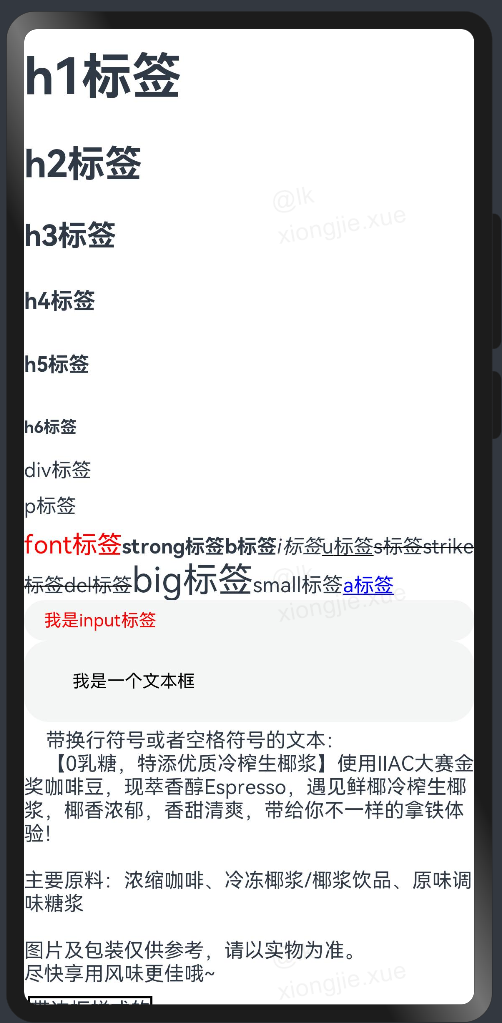 h1标签
h2标签
@lk
xiongjie.xue
h3标签
h4标签
h5标签
h6标签
div标签
p标签
font标签strong标签b标签i标签u标签s标签strike
标签del标签big标签small标签a标签
@lk
xiongjie.xue
我是input标签
我是一个文本框
带换行符号或者空格符号的文本：
【0乳糖，特添优质冷榨生椰浆】使用IIAC大赛金
奖咖啡豆，现萃香醇Espresso，遇见鲜椰冷榨生椰
浆，椰香浓郁，香甜清爽，带给你不一样的拿铁体
验！
主要原料：浓缩咖啡、冷冻椰浆/椰浆饮品、原味调
味糖浆
图片及包装仅供参考，请以实物为准。
尽快享用风味更佳哦~
xiongjie.xue